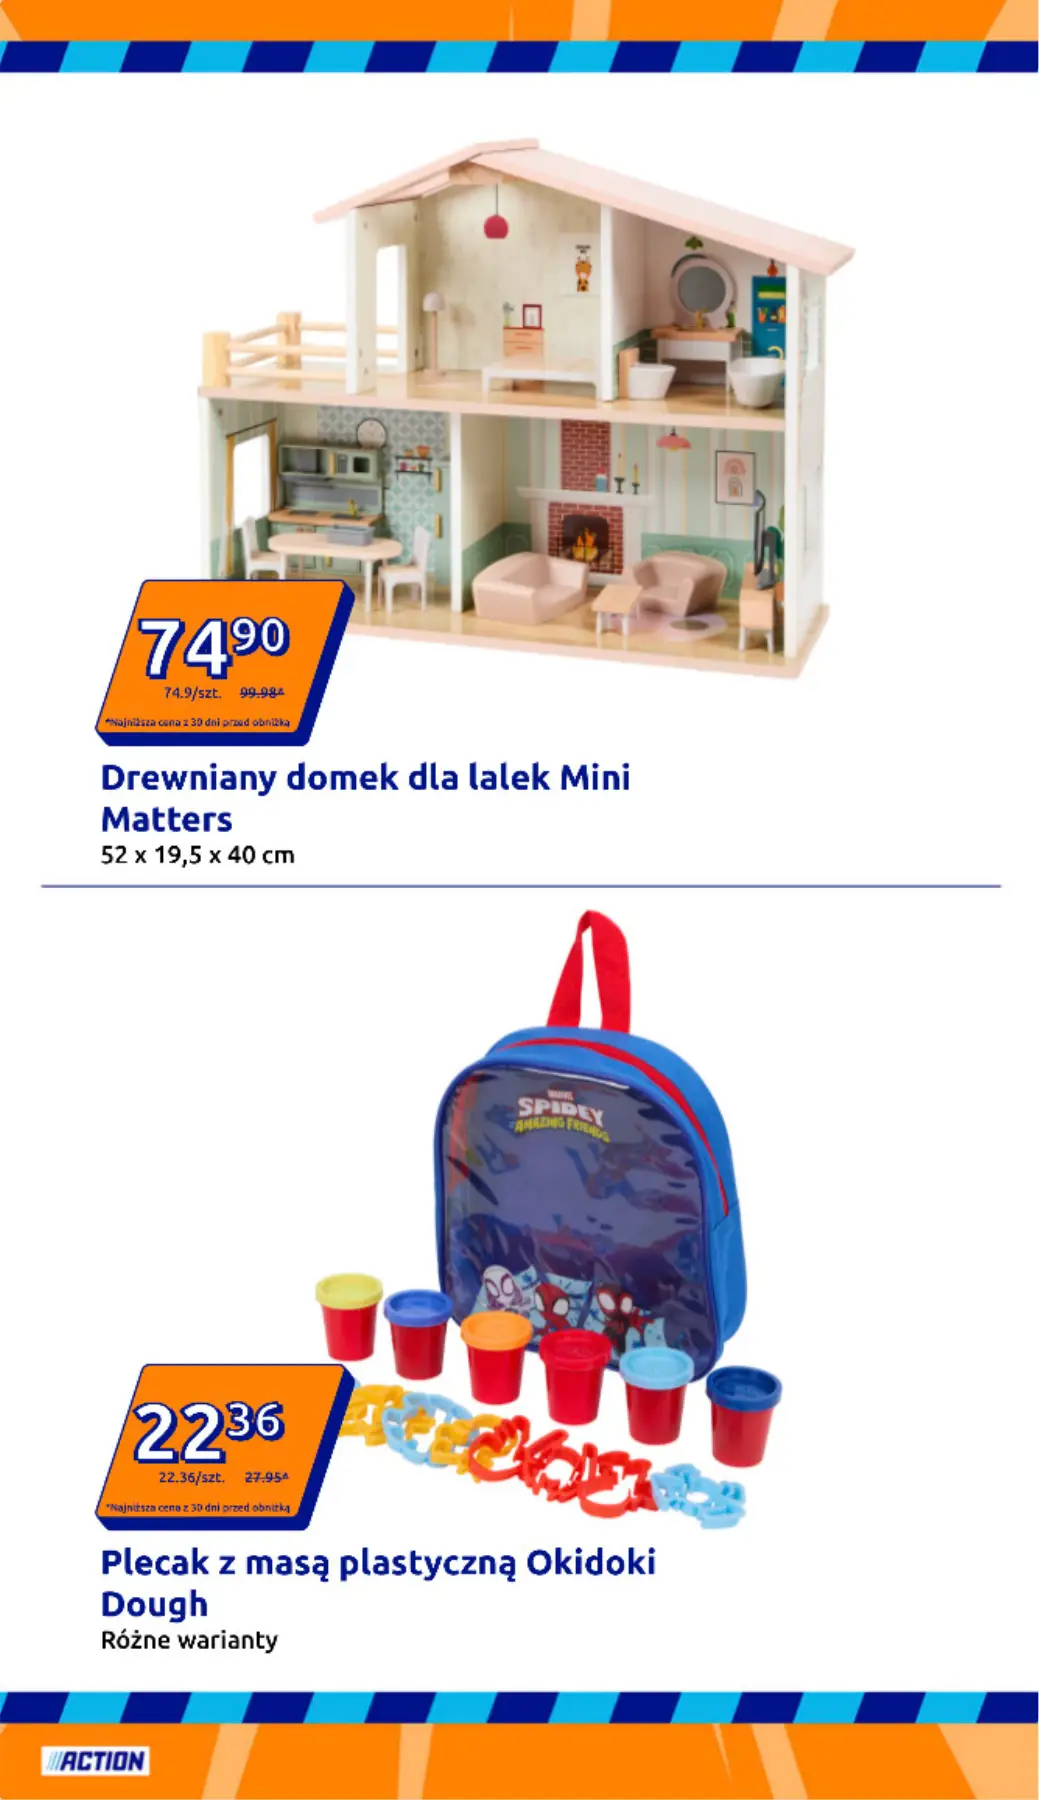 74⁹⁰
74.9/szt. 99.98*
*Najniższa cena z 30 dni przed obniżką
Drewniany domek dla lalek Mini
Matters
52 x 19,5 x 40 cm
MARVEL
SPIDEY
AMAZING FRIENDS
22³⁶
22.36/szt. 27.95*
*Najniższa cena z 30 dni przed obniżką
Plecak z masą plastyczną Okidoki
Dough
Różne warianty
ACTION